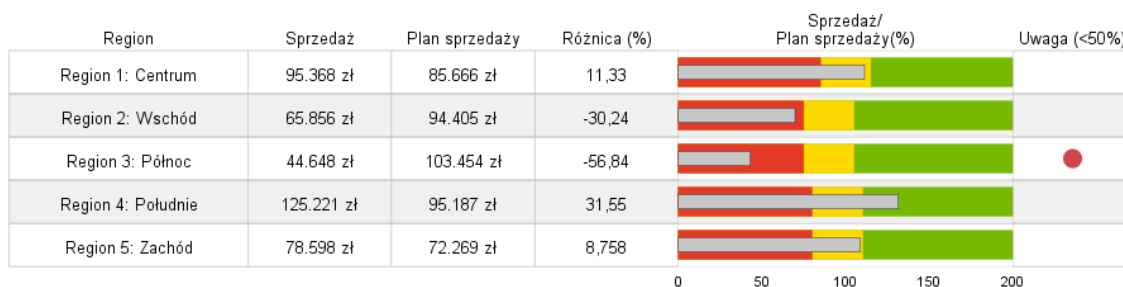 Region Sprzedaż Plan sprzedaży Różnica (%) Sprzedaż/ Plan sprzedaży(%) Uwaga (<50%)
Region 1: Centrum 95.368 zł 85.666 zł 11,33
Region 2: Wschód 65.856 zł 94.405 zł -30,24
Region 3: Północ 44.648 zł 103.454 zł -56,84
Region 4: Południe 125.221 zł 95.187 zł 31,55
Region 5: Zachód 78.598 zł 72.269 zł 8,758
0 50 100 150 200